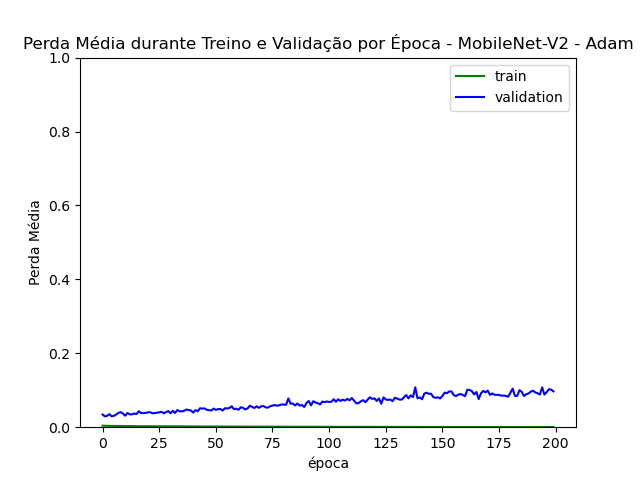 Perda Média durante Treino e Validação por Época - MobileNet-V2 - Adam
train
validation
Perda Média
1.0
0.8
0.6
0.4
0.2
0.0
0 25 50 75 100 125 150 175 200
época